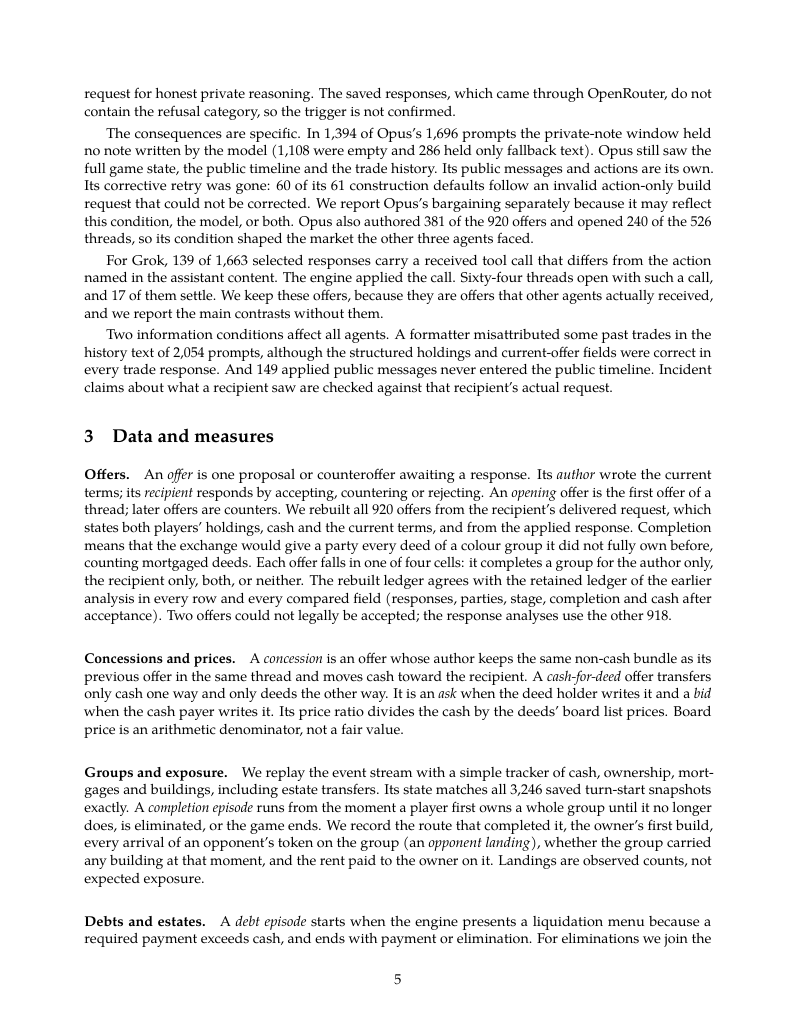 request for honest private reasoning. The saved responses, which came through OpenRouter, do not
contain the refusal category, so the trigger is not confirmed.
The consequences are specific. In 1,394 of Opus's 1,696 prompts the private-note window held
no note written by the model (1,108 were empty and 286 held only fallback text). Opus still saw the
full game state, the public timeline and the trade history. Its public messages and actions are its own.
Its corrective retry was gone: 60 of its 61 construction defaults follow an invalid action-only build
request that could not be corrected. We report Opus's bargaining separately because it may reflect
this condition, the model, or both. Opus also authored 381 of the 920 offers and opened 240 of the 526
threads, so its condition shaped the market the other three agents faced.
For Grok, 139 of 1,663 selected responses carry a received tool call that differs from the action
named in the assistant content. The engine applied the call. Sixty-four threads open with such a call,
and 17 of them settle. We keep these offers, because they are offers that other agents actually received,
and we report the main contrasts without them.
Two information conditions affect all agents. A formatter misattributed some past trades in the
history text of 2,054 prompts, although the structured holdings and current-offer fields were correct in
every trade response. And 149 applied public messages never entered the public timeline. Incident
claims about what a recipient saw are checked against that recipient's actual request.
3 Data and measures
Offers. An offer is one proposal or counteroffer awaiting a response. Its author wrote the current
terms; its recipient responds by accepting, countering or rejecting. An opening offer is the first offer of a
thread; later offers are counters. We rebuilt all 920 offers from the recipient's delivered request, which
states both players' holdings, cash and the current terms, and from the applied response. Completion
means that the exchange would give a party every deed of a colour group it did not fully own before,
counting mortgaged deeds. Each offer falls in one of four cells: it completes a group for the author only,
the recipient only, both, or neither. The rebuilt ledger agrees with the retained ledger of the earlier
analysis in every row and every compared field (responses, parties, stage, completion and cash after
acceptance). Two offers could not legally be accepted; the response analyses use the other 918.
Concessions and prices. A concession is an offer whose author keeps the same non-cash bundle as its
previous offer in the same thread and moves cash toward the recipient. A cash-for-deed offer transfers
only cash one way and only deeds the other way. It is an ask when the deed holder writes it and a bid
when the cash payer writes it. Its price ratio divides the cash by the deeds' board list prices. Board
price is an arithmetic denominator, not a fair value.
Groups and exposure. We replay the event stream with a simple tracker of cash, ownership, mort-
gages and buildings, including estate transfers. Its state matches all 3,246 saved turn-start snapshots
exactly. A completion episode runs from the moment a player first owns a whole group until it no longer
does, is eliminated, or the game ends. We record the route that completed it, the owner's first build,
every arrival of an opponent's token on the group (an opponent landing), whether the group carried
any building at that moment, and the rent paid to the owner on it. Landings are observed counts, not
expected exposure.
Debts and estates. A debt episode starts when the engine presents a liquidation menu because a
required payment exceeds cash, and ends with payment or elimination. For eliminations we join the
5